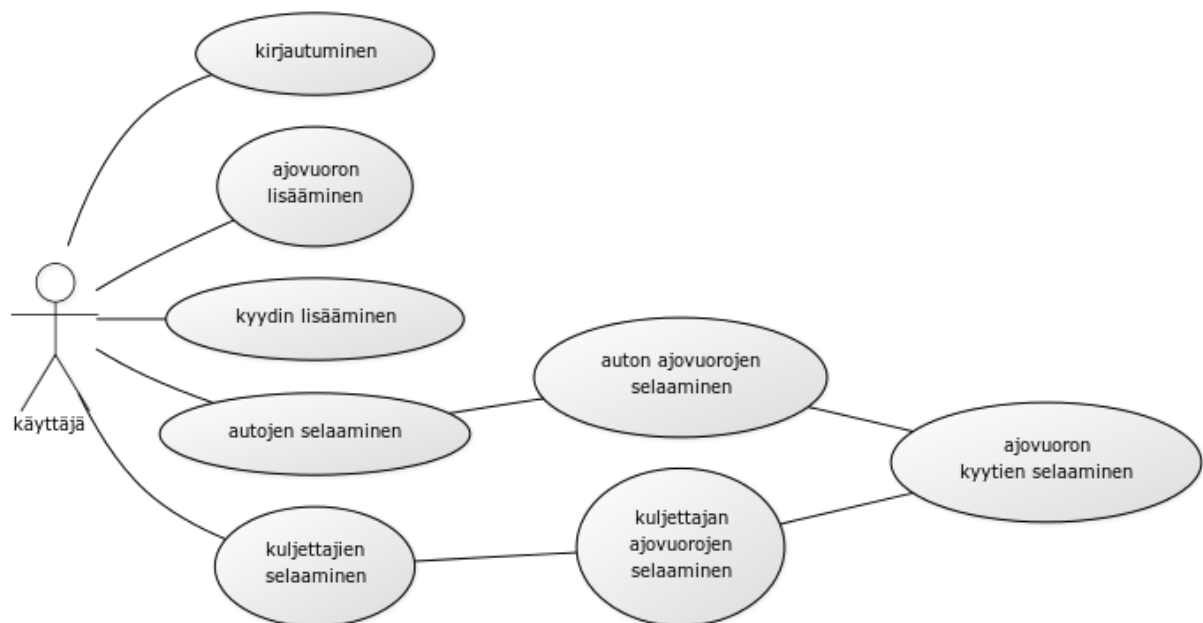 kirjautuminen
ajovuoron
lisääminen
kyydin lisääminen
käyttäjä
autojen selaaminen
kuljettajien
selaaminen
auton ajovuorojen
selaaminen
kuljettajan
ajovuorojen
selaaminen
ajovuoron
kyytien selaaminen